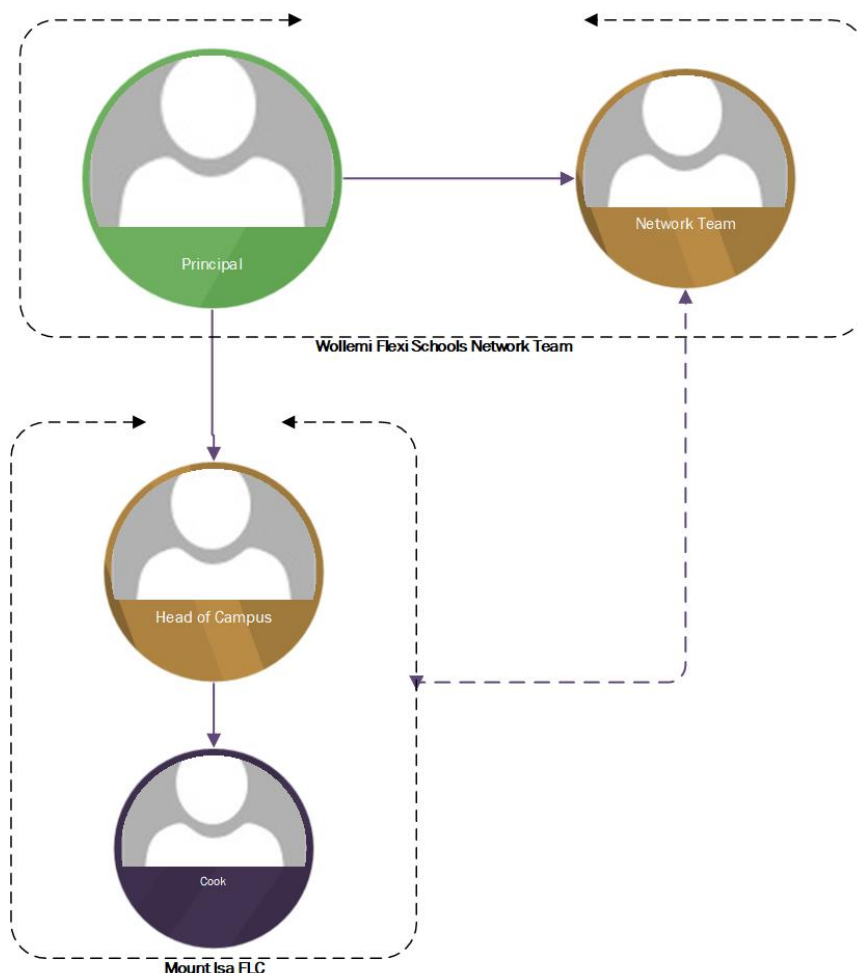 Principal
Network Team
Wollemi Flexi Schools Network Team
Head of Campus
Cook
Mount Isa FLC